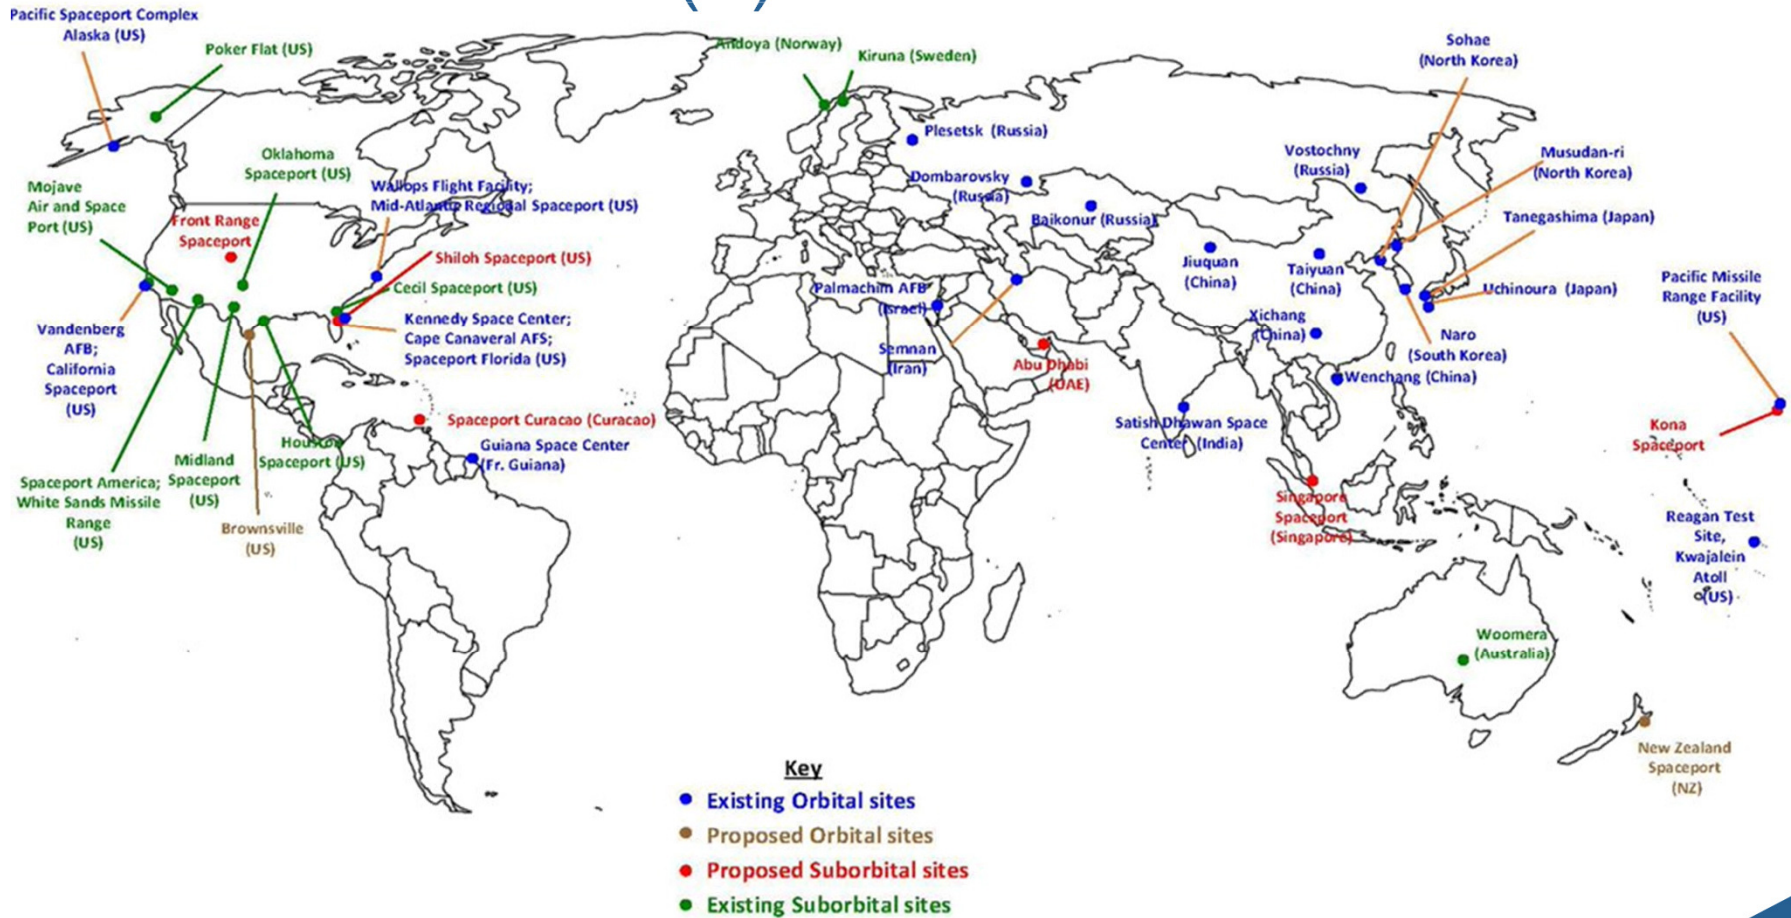 Pacific Spaceport Complex
Alaska (US)
Poker Flat (US)
Andoya (Norway)
Kiruna (Sweden)
Sohae
(North Korea)
Plesetsk (Russia)
Oklahoma
Spaceport (US)
Vostochny
(Russia)
Musudan-ri
(North Korea)
Mojave
Air and Space
Port (US)
Wallops Flight Facility;
Mid-Atlantic Regional Spaceport (US)
Dombarovsky
(Russia)
Front Range
Spaceport
Baikonur (Russia)
Tanegashima (Japan)
Shiloh Spaceport (US)
Jiuquan
(China)
Taiyuan
(China)
Cecil Spaceport (US)
Palmachim AFB
(Israel)
Uchinoura (Japan)
Pacific Missile
Range Facility
(US)
Vandenberg
AFB;
California
Spaceport
(US)
Kennedy Space Center;
Cape Canaveral AFS;
Spaceport Florida (US)
Semnan
(Iran)
Abu Dhabi
(UAE)
Xichang
(China)
Naro
(South Korea)
Wenchang (China)
Spaceport Curacao (Curacao)
Satish Dhawan Space
Center (India)
Kona
Spaceport
Houston
Spaceport (US)
Guiana Space Center
(Fr. Guiana)
Midland
Spaceport
(US)
Spaceport America;
White Sands Missile
Range
(US)
Brownsville
(US)
Singapore
Spaceport
(Singapore)
Reagan Test
Site,
Kwajalein
Atoll
(US)
Woomera
(Australia)
New Zealand
Spaceport
(NZ)
Key
Existing Orbital sites
Proposed Orbital sites
Proposed Suborbital sites
Existing Suborbital sites